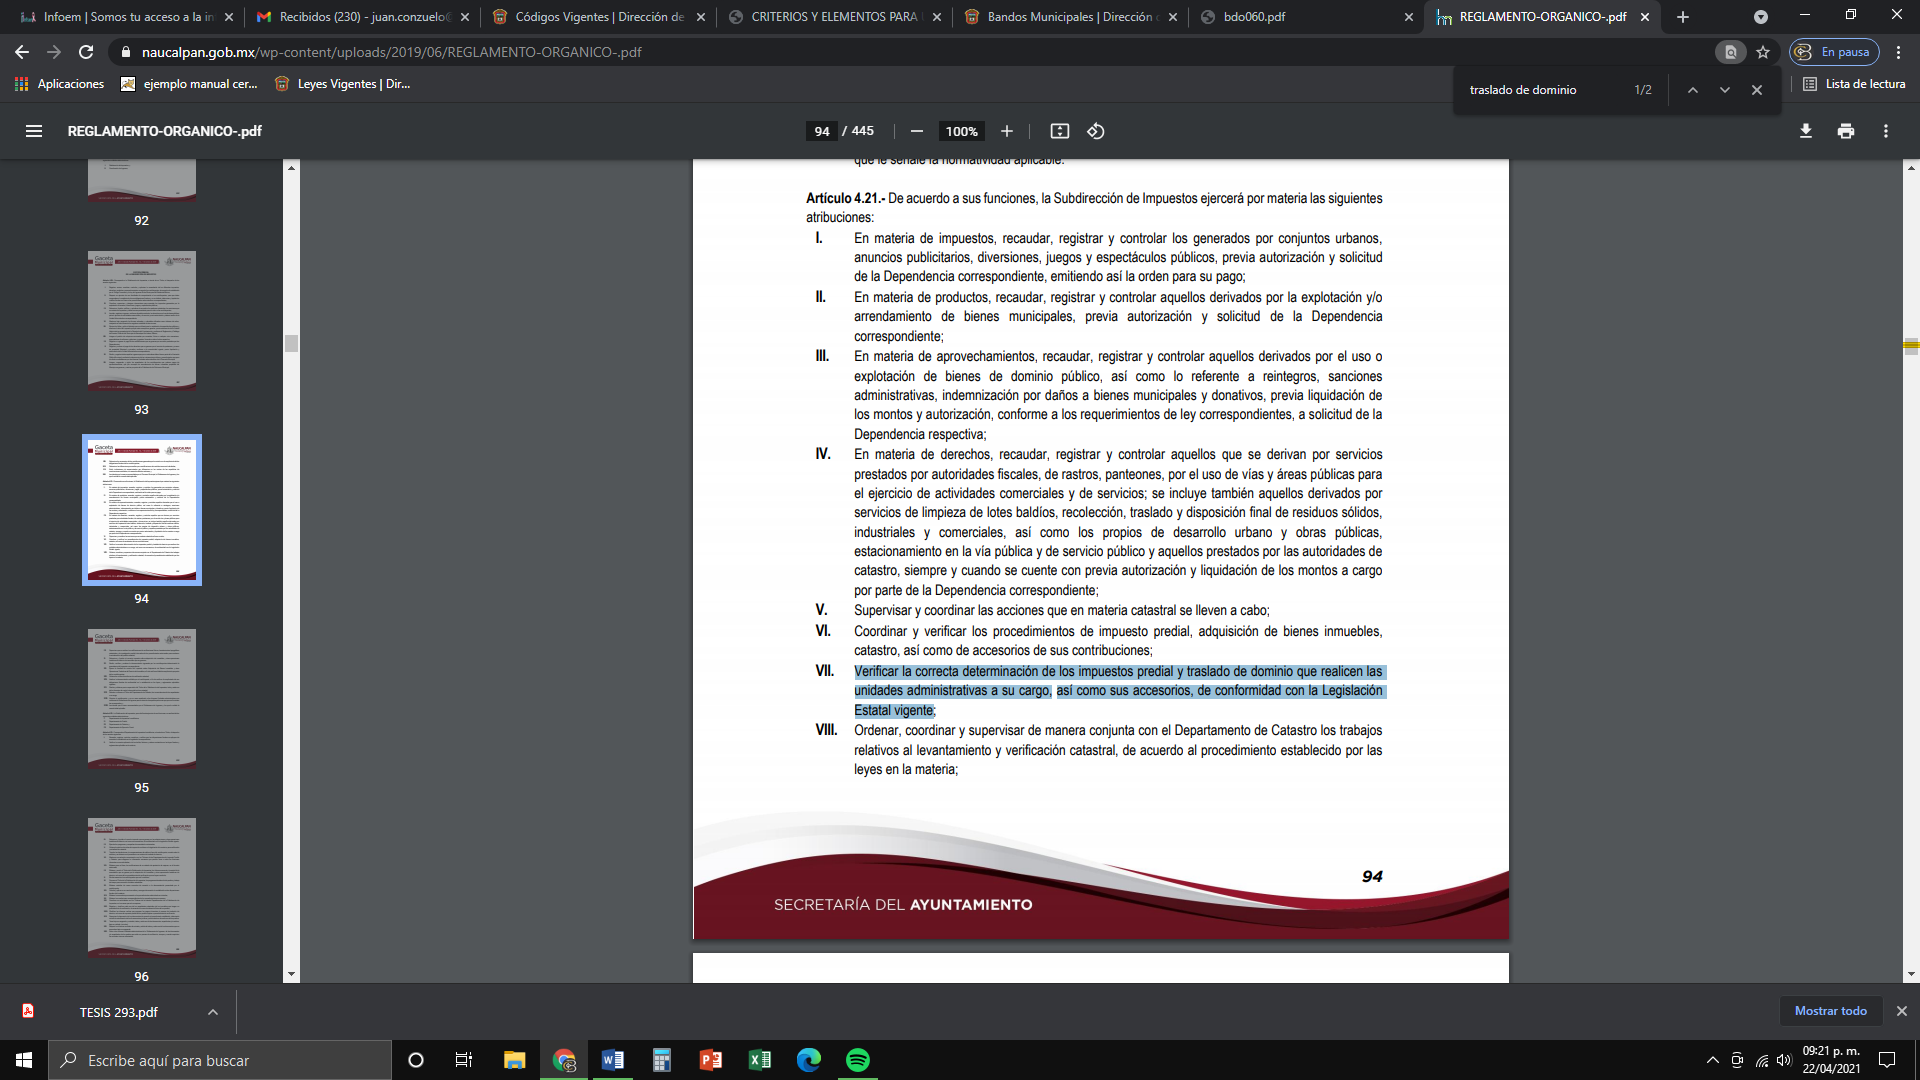 Infoem | Somos tu acceso a la in
Recibidos (230) - juan.conzuelo@
Códigos Vigentes | Dirección de
CRITERIOS Y ELEMENTOS PARA
Bandos Municipales | Dirección
bdo060.pdf
REGLAMENTO-ORGANICO-.pdf
naucalpan.gob.mx/wp-content/uploads/2019/06/REGLAMENTO-ORGANICO-.pdf
En pausa
Aplicaciones
ejemplo manual cer...
Leyes Vigentes | Dir...
traslado de dominio
1/2
Lista de lectura
REGLAMENTO-ORGANICO-.pdf
94 / 445
100%
92
93
94
95
96
que le señale la normatividad aplicable.
Artículo 4.21.- De acuerdo a sus funciones, la Subdirección de Impuestos ejercerá por materia las siguientes
atribuciones:
I. En materia de impuestos, recaudar, registrar y controlar los generados por conjuntos urbanos,
anuncios publicitarios, diversiones, juegos y espectáculos públicos, previa autorización y solicitud
de la Dependencia correspondiente, emitiendo así la orden para su pago;
II. En materia de productos, recaudar, registrar y controlar aquellos derivados por la explotación y/o
arrendamiento de bienes municipales, previa autorización y solicitud de la Dependencia
correspondiente;
III. En materia de aprovechamientos, recaudar, registrar y controlar aquellos derivados por el uso o
explotación de bienes de dominio público, así como lo referente a reintegros, sanciones
administrativas, indemnización por daños a bienes municipales y donativos, previa liquidación de
los montos y autorización, conforme a los requerimientos de ley correspondientes, a solicitud de la
Dependencia respectiva;
IV. En materia de derechos, recaudar, registrar y controlar aquellos que se derivan por servicios
prestados por autoridades fiscales, de rastros, panteones, por el uso de vías y áreas públicas para
el ejercicio de actividades comerciales y de servicios; se incluye también aquellos derivados por
servicios de limpieza de lotes baldíos, recolección, traslado y disposición final de residuos sólidos,
industriales y comerciales, así como los propios de desarrollo urbano y obras públicas,
estacionamiento en la vía pública y de servicio público y aquellos prestados por las autoridades de
catastro, siempre y cuando se cuente con previa autorización y liquidación de los montos a cargo
por parte de la Dependencia correspondiente;
V. Supervisar y coordinar las acciones que en materia catastral se lleven a cabo;
VI. Coordinar y verificar los procedimientos de impuesto predial, adquisición de bienes inmuebles,
catastro, así como de accesorios de sus contribuciones;
VII. Verificar la correcta determinación de los impuestos predial y traslado de dominio que realicen las
unidades administrativas a su cargo, así como sus accesorios, de conformidad con la Legislación
Estatal vigente;
VIII. Ordenar, coordinar y supervisar de manera conjunta con el Departamento de Catastro los trabajos
relativos al levantamiento y verificación catastral, de acuerdo al procedimiento establecido por las
leyes en la materia;
94
SECRETARÍA DEL AYUNTAMIENTO
TESIS 293.pdf
Mostrar todo
Escribe aquí para buscar
09:21 p. m.
22/04/2021